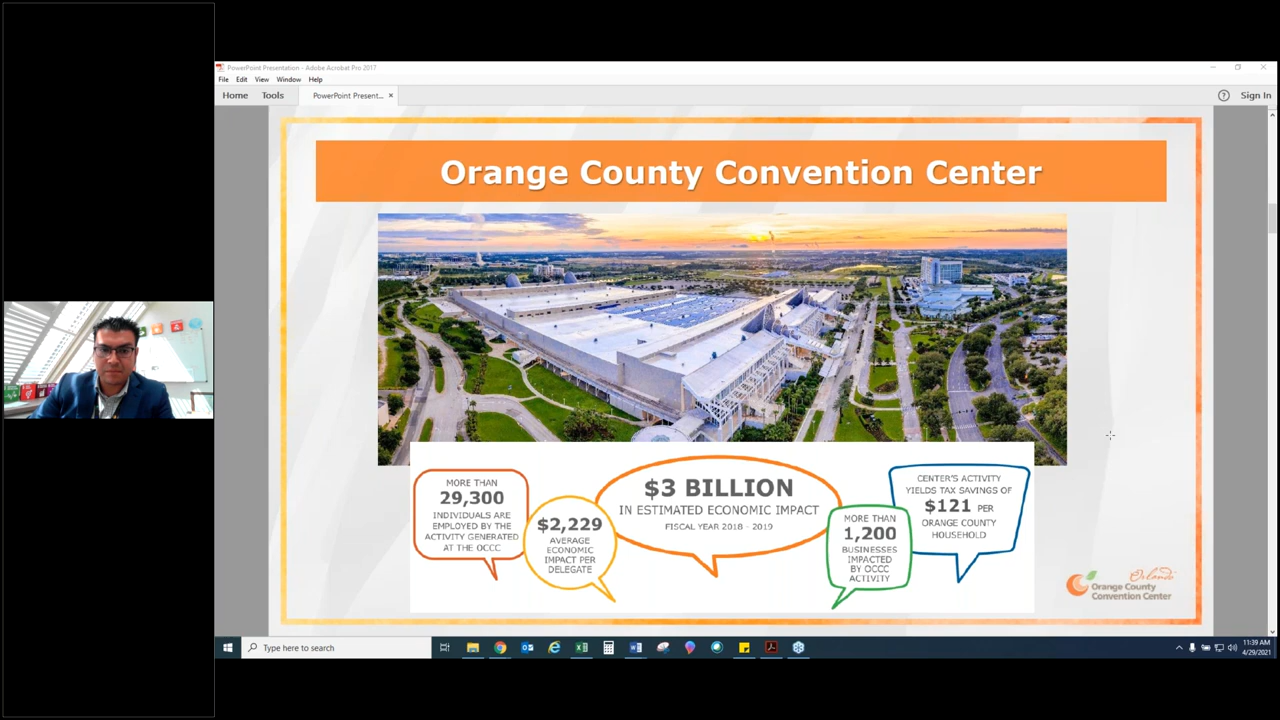 PowerPoint Presentation - Adobe Acrobat Pro 2017
File Edit View Window Help
Home Tools PowerPoint Present... × ? Sign In
Orange County Convention Center
MORE THAN
29,300
INDIVIDUALS ARE
EMPLOYED BY THE
ACTIVITY GENERATED
AT THE OCCC
$2,229
AVERAGE
ECONOMIC
IMPACT PER
DELEGATE
$3 BILLION
IN ESTIMATED ECONOMIC IMPACT
FISCAL YEAR 2018 - 2019
MORE THAN
1,200
BUSINESSES
IMPACTED
BY OCCC
ACTIVITY
CENTER'S ACTIVITY
YIELDS TAX SAVINGS OF
$121 PER
ORANGE COUNTY
HOUSEHOLD
Orlando
Orange County
Convention Center
Type here to search
11:39 AM
4/29/2021